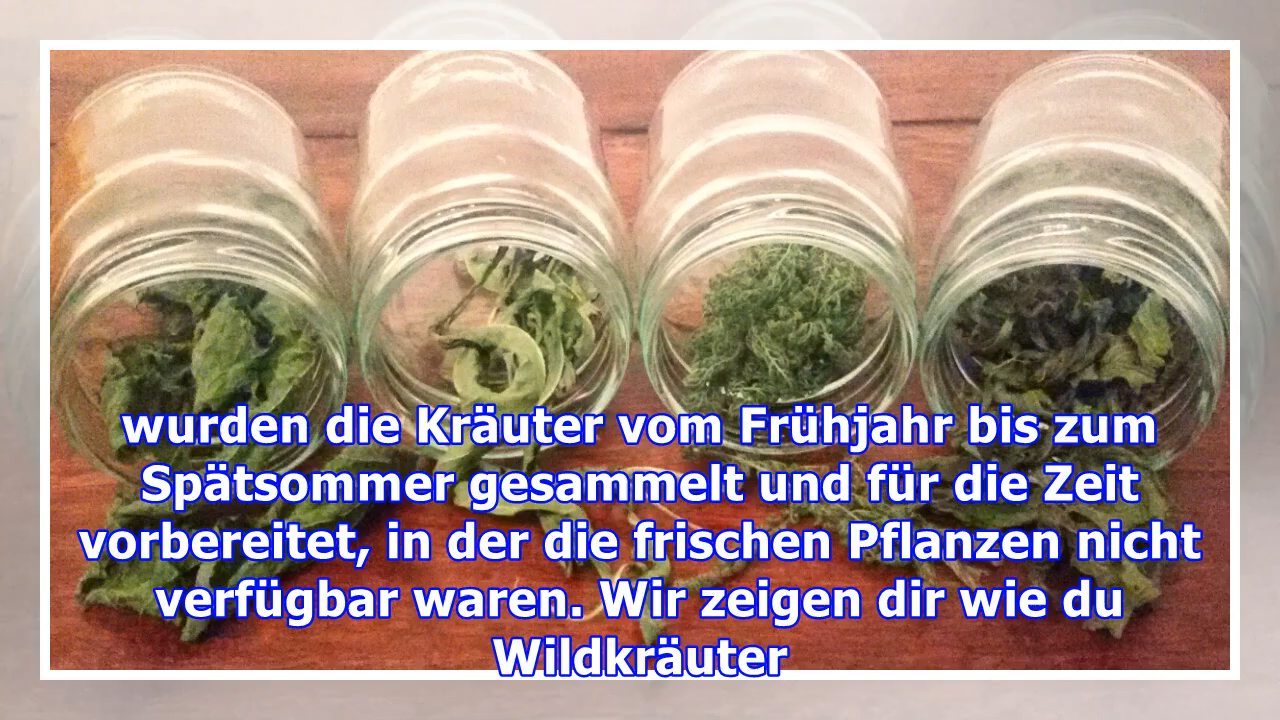 wurden die Kräuter vom Frühjahr bis zum
Spätsommer gesammelt und für die Zeit
vorbereitet, in der die frischen Pflanzen nicht
verfügbar waren. Wir zeigen dir wie du
Wildkräuter